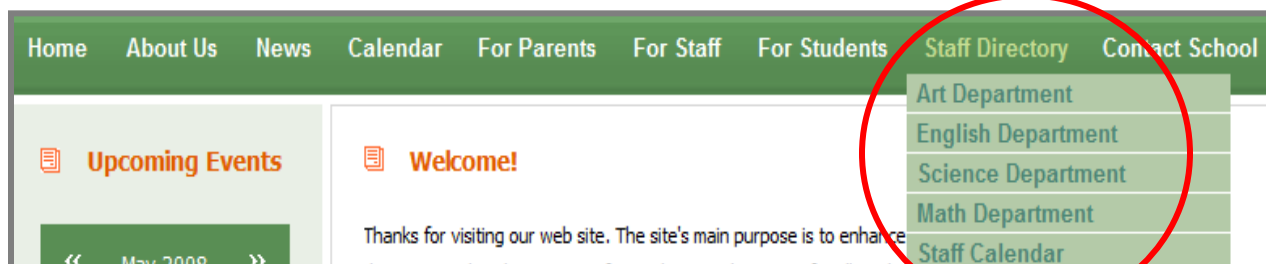 Home About Us News Calendar For Parents For Staff For Students Staff Directory Contact School
Art Department
English Department
Science Department
Math Department
Staff Calendar
Upcoming Events
« May 2008 »
Welcome!
Thanks for visiting our web site. The site's main purpose is to enhance